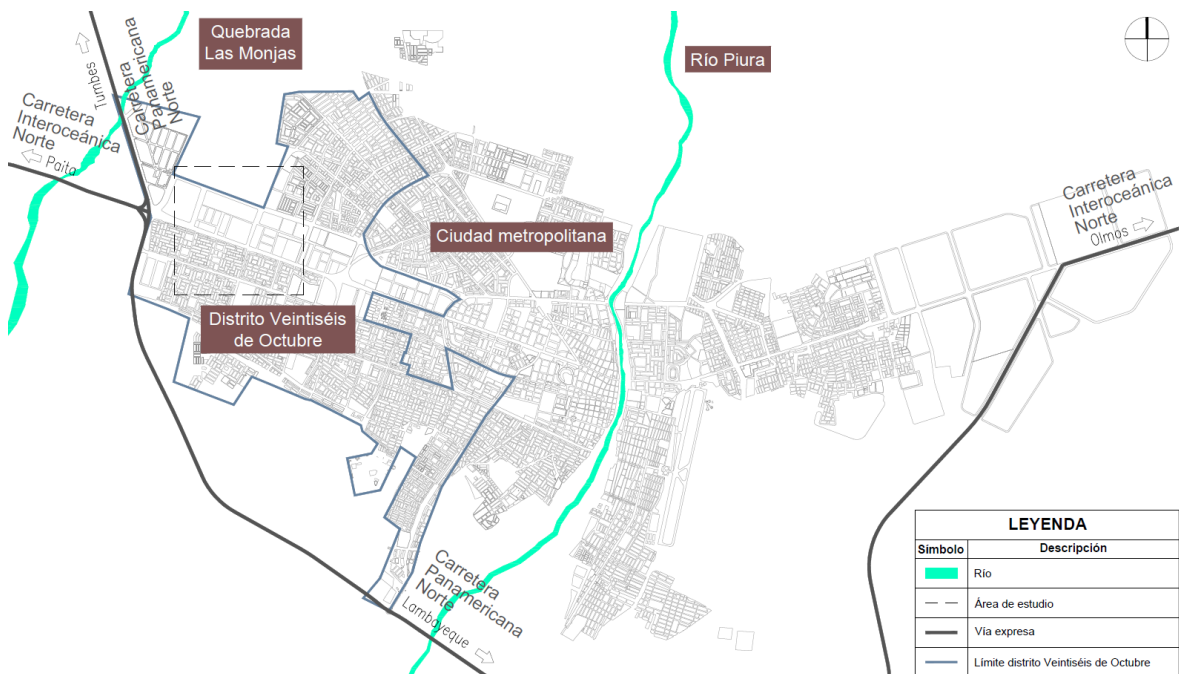 Quebrada
Las Monjas
Río Piura
Tumbes
Carretera
Panamericana
Norte
Carretera
Interoceánica
Norte
Paita
Carretera
Interoceánica
Norte
Olmos
Ciudad metropolitana
Distrito Veintiséis
de Octubre
Carretera
Panamericana
Norte
Lambayeque
LEYENDA
Símbolo Descripción
Río
Área de estudio
Vía expresa
Límite distrito Veintiséis de Octubre